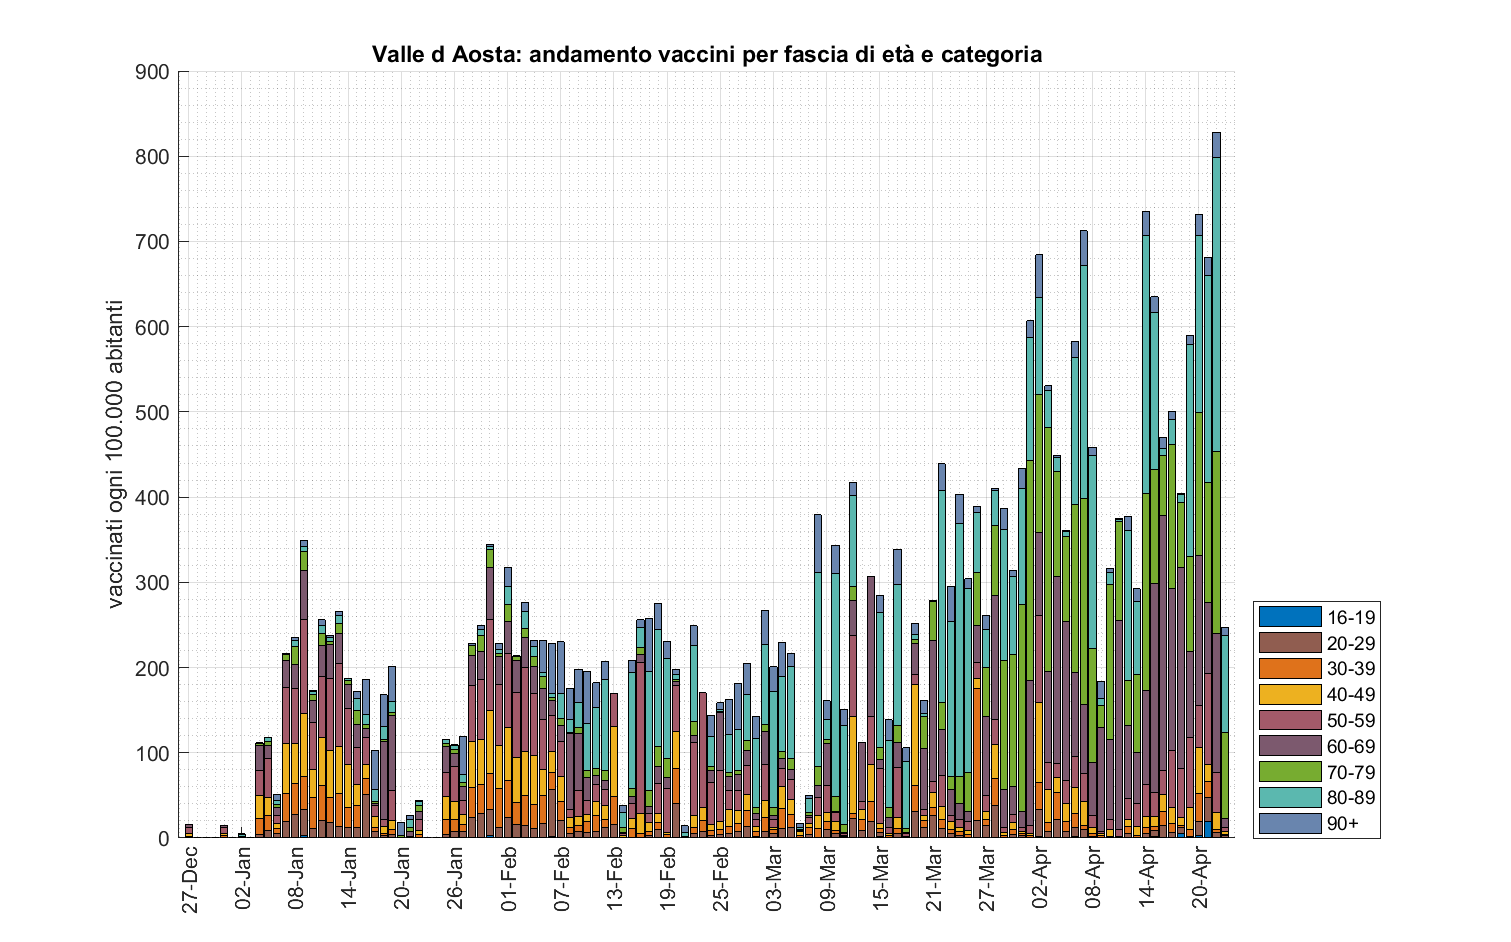 Valle d Aosta: andamento vaccini per fascia di età e categoria
vaccinati ogni 100.000 abitanti
900
800
700
600
500
400
300
200
100
0
27-Dec
02-Jan
08-Jan
14-Jan
20-Jan
26-Jan
01-Feb
07-Feb
13-Feb
19-Feb
25-Feb
03-Mar
09-Mar
15-Mar
21-Mar
27-Mar
02-Apr
08-Apr
14-Apr
20-Apr
16-19
20-29
30-39
40-49
50-59
60-69
70-79
80-89
90+